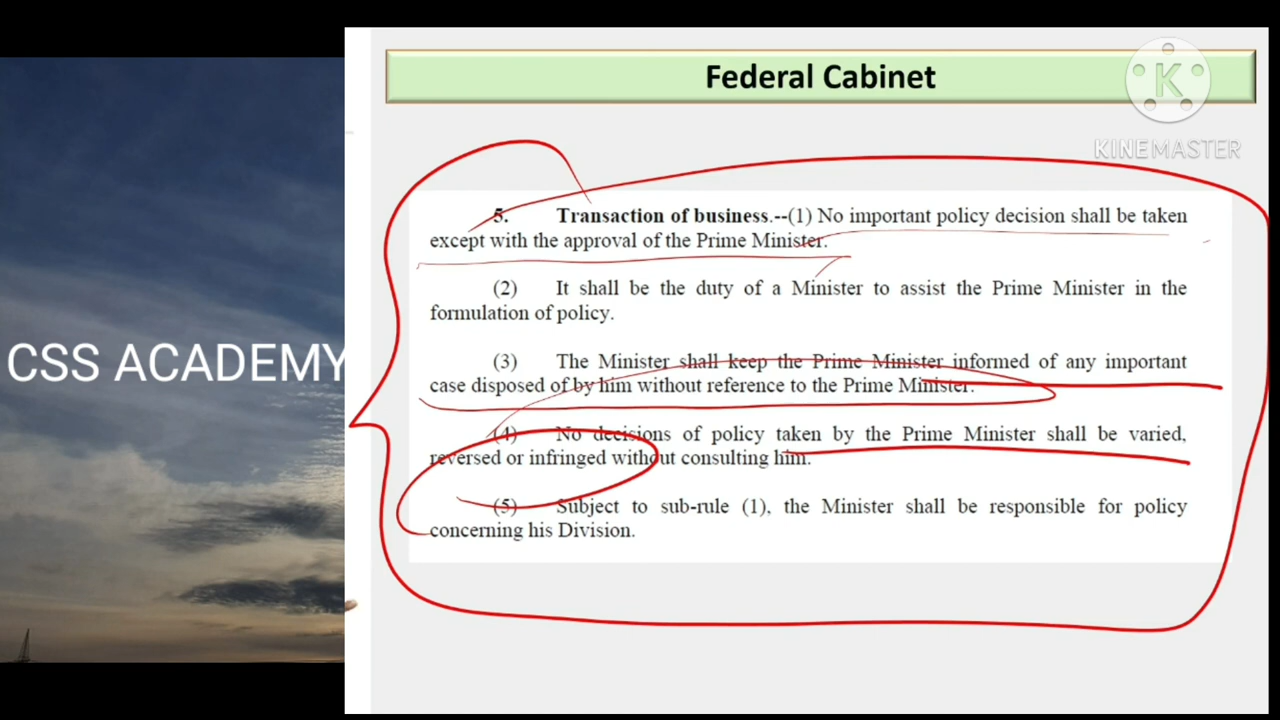 Federal Cabinet
K
KINEMASTER
5. Transaction of business.--(1) No important policy decision shall be taken
except with the approval of the Prime Minister.
(2) It shall be the duty of a Minister to assist the Prime Minister in the
formulation of policy.
(3) The Minister shall keep the Prime Minister informed of any important
case disposed of by him without reference to the Prime Minister.
(4) No decisions of policy taken by the Prime Minister shall be varied,
reversed or infringed without consulting him.
(5) Subject to sub-rule (1), the Minister shall be responsible for policy
concerning his Division.
CSS ACADEMY